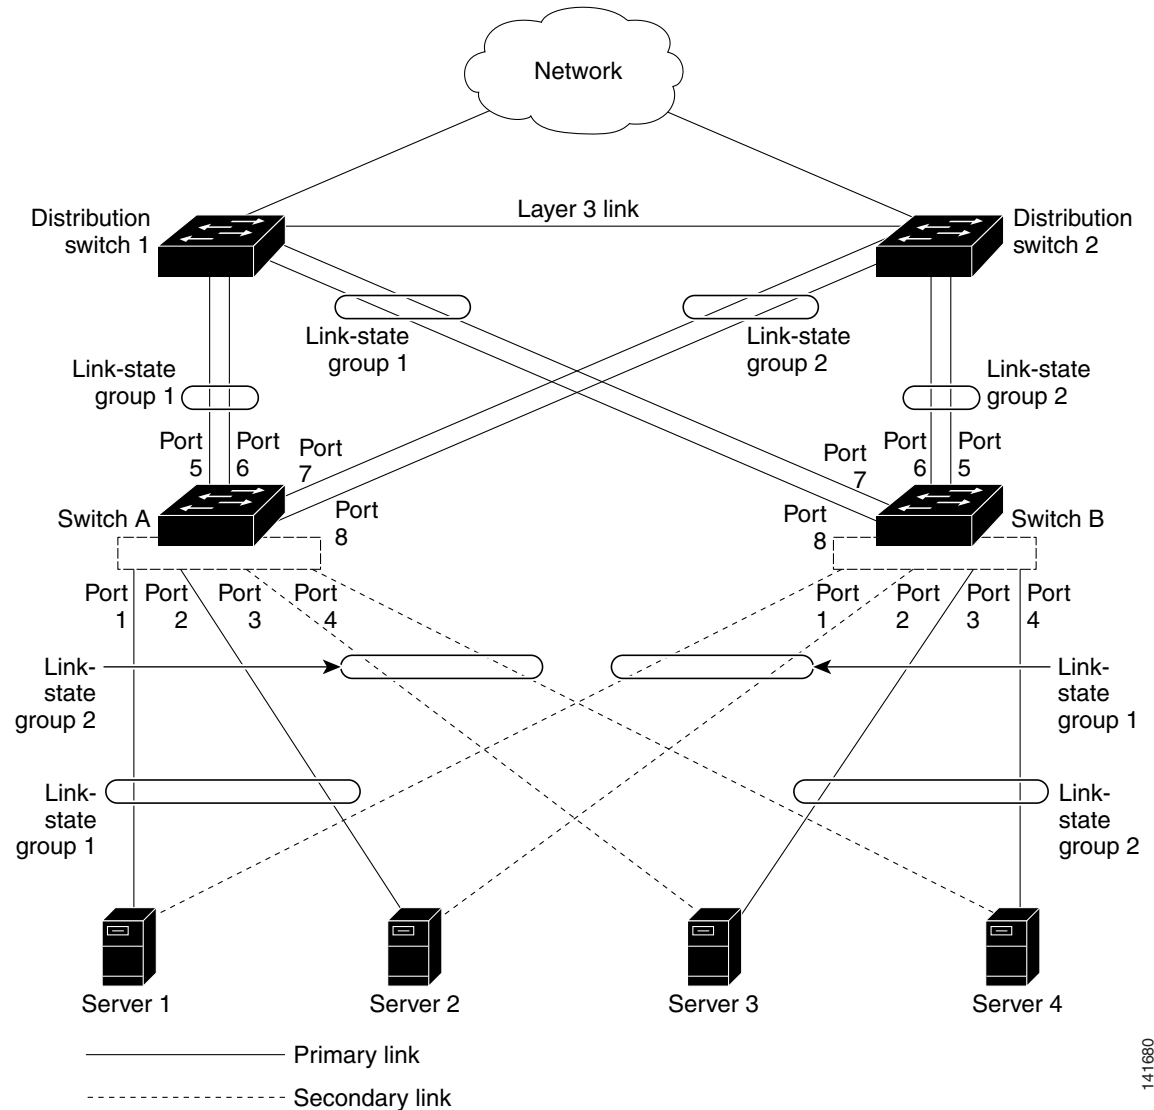 Network
Layer 3 link
Distribution
switch 1
Distribution
switch 2
Link-state
group 1
Link-state
group 2
Link-state
group 1
Link-state
group 2
Port
5
Port
6
Port
7
Port
8
Port
7
Port
6
Port
5
Port
8
Switch A
Switch B
Port
1
Port
2
Port
3
Port
4
Port
1
Port
2
Port
3
Port
4
Link-
state
group 2
Link-
state
group 1
Link-
state
group 1
Link-
state
group 2
Server 1
Server 2
Server 3
Server 4
Primary link
Secondary link
141680